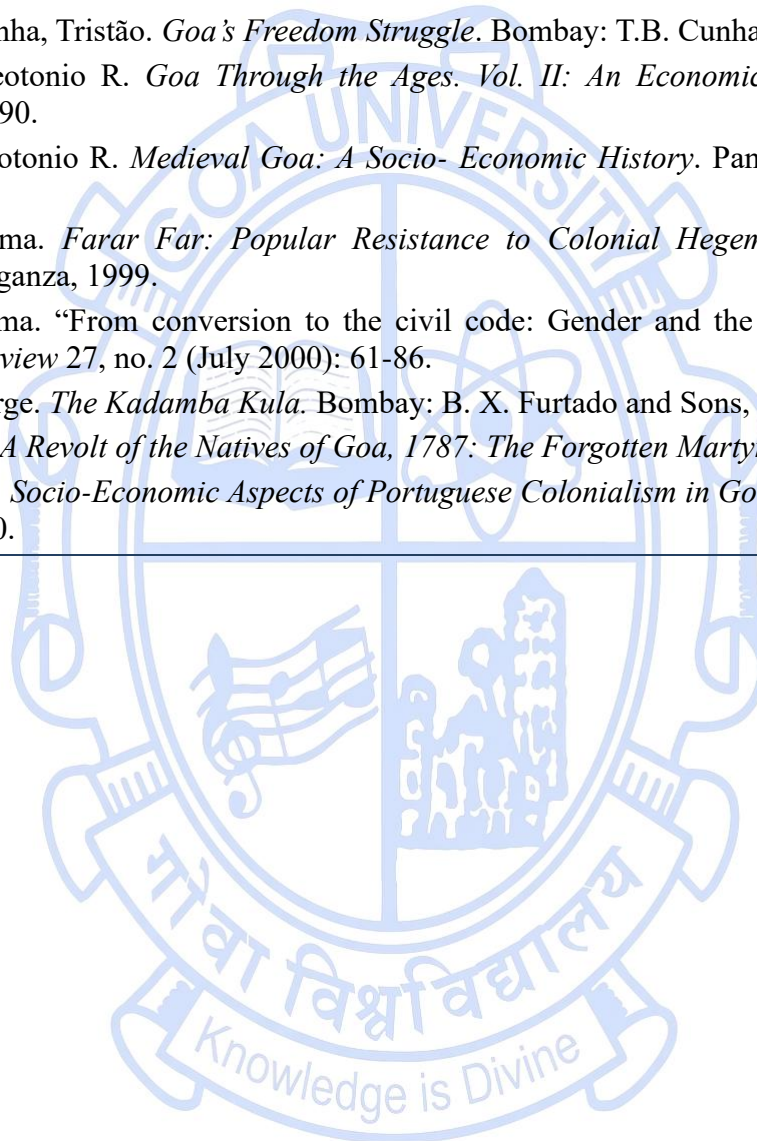 nha, Tristão. Goa's Freedom Struggle. Bombay: T.B. Cunha
eotonio R. Goa Through the Ages. Vol. II: An Economic
90.
otonio R. Medieval Goa: A Socio- Economic History. Pan
ma. Farar Far: Popular Resistance to Colonial Hegem
ganza, 1999.
ma. “From conversion to the civil code: Gender and the
view 27, no. 2 (July 2000): 61-86.
rge. The Kadamba Kula. Bombay: B. X. Furtado and Sons,
A Revolt of the Natives of Goa, 1787: The Forgotten Martyr
Socio-Economic Aspects of Portuguese Colonialism in Go
0.
GOA UNIVERSITY
गोंवा विश्वविद्यालय
Knowledge is Divine